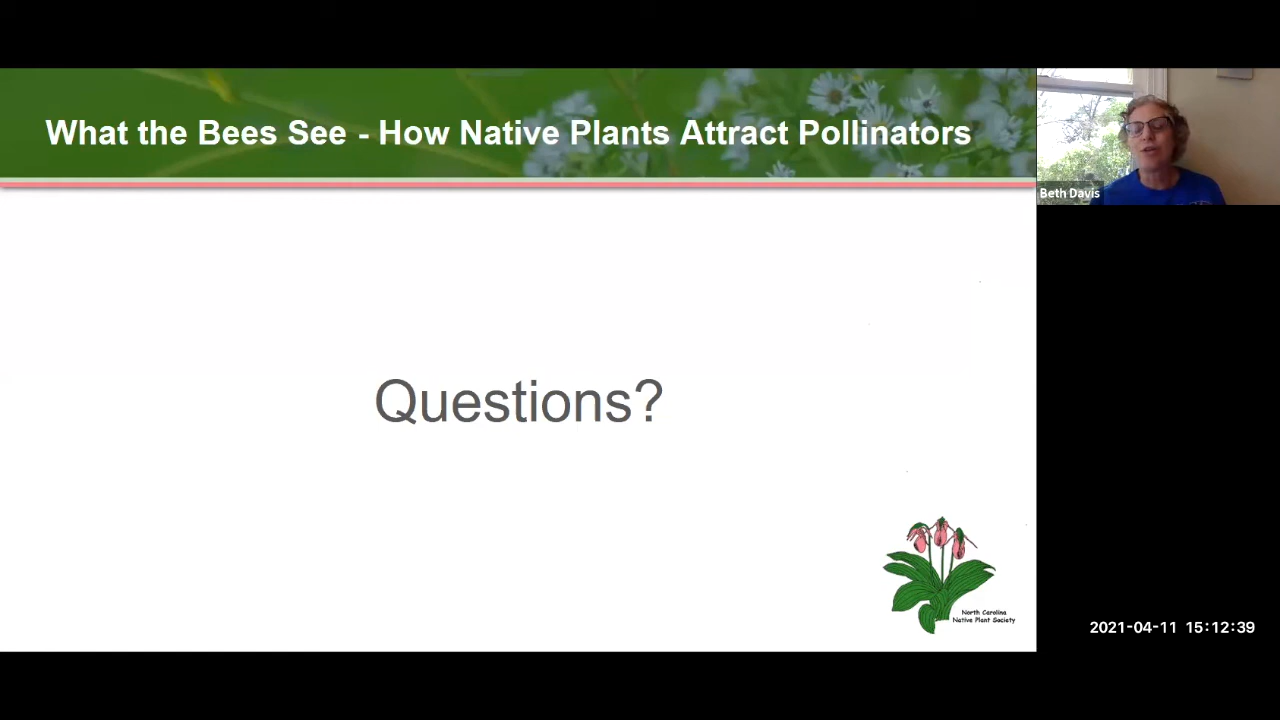 What the Bees See - How Native Plants Attract Pollinators
Beth Davis
Questions?
North Carolina
Native Plant Society
2021-04-11 15:12:39